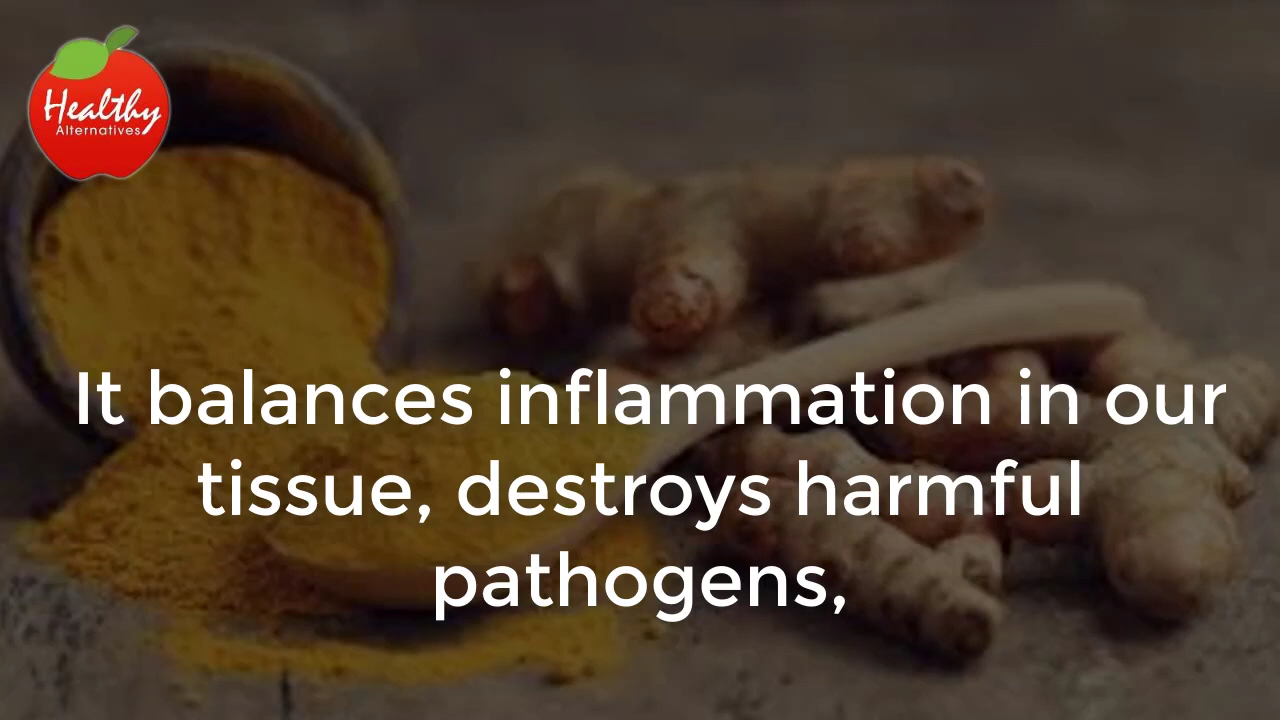 Healthy
Alternatives
It balances inflammation in our
tissue, destroys harmful
pathogens,